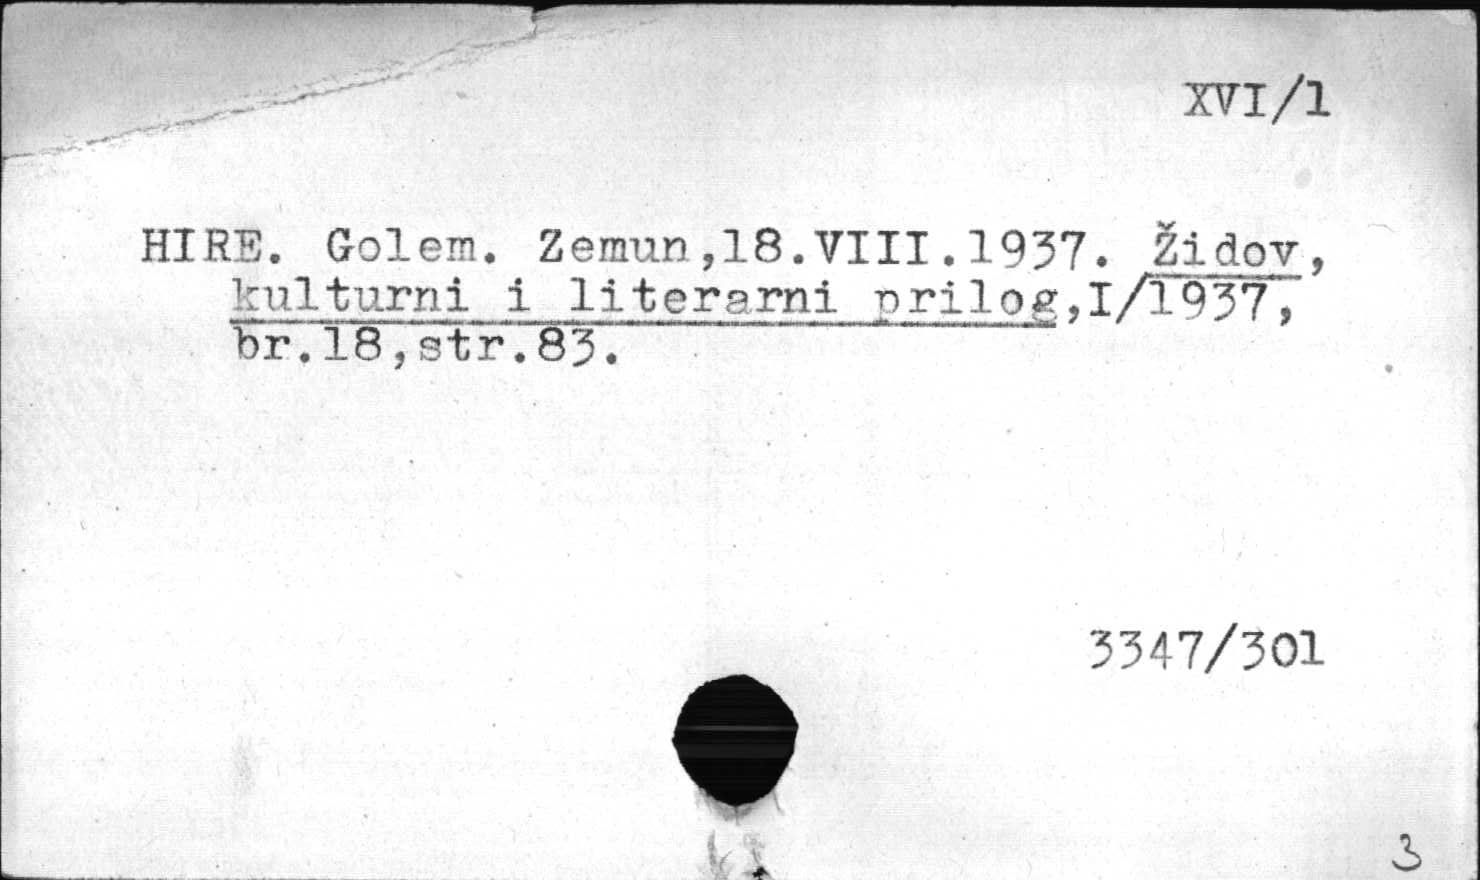 XVI/1
HIRE. Golem. Zemun,18.VIII.1937. Židov,
kulturni i literarni prilog,I/1937,
br.18,str.83.
3347/301
3